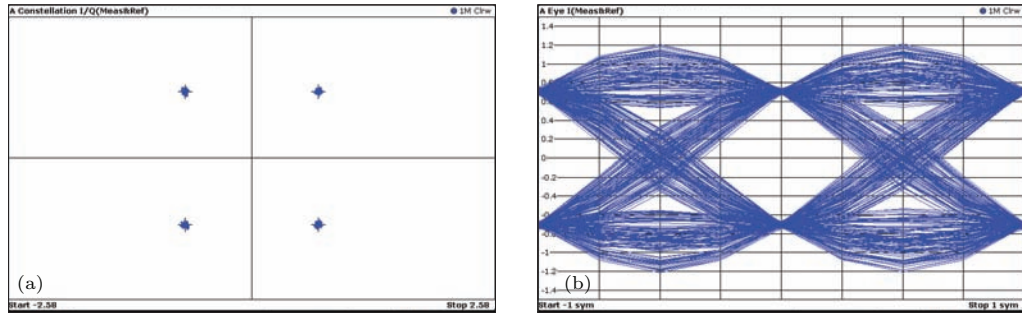 A Constellation I/Q(Meas&Ref)
1M Clrw
(a)
Start -2.58
Stop 2.58
A Eye I(Meas&Ref)
1M Clrw
1.4
1.2
1
0.4
0.2
0
-0.2
-0.4
-1
-1.2
-1.4
(b)
Start -1 sym
Stop 1 sym